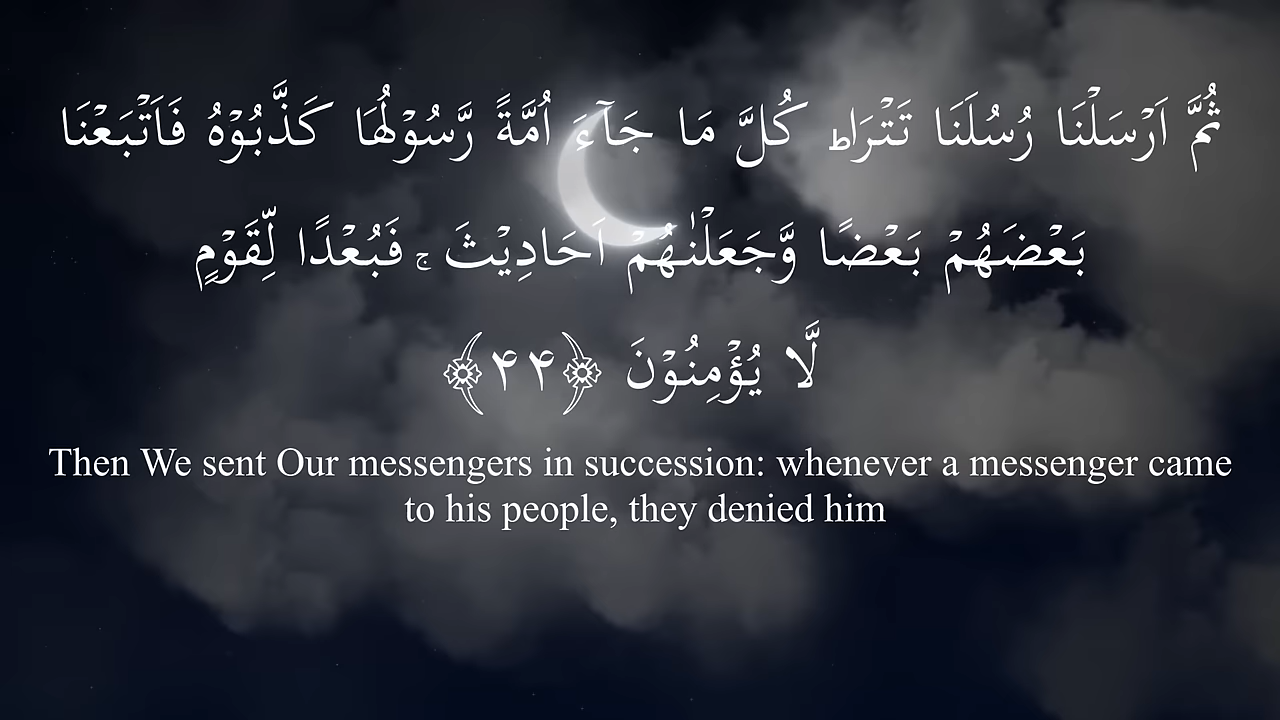 ثُمَّ اَرْسَلْنَا رُسُلَنَا تَتْرَاؕ كُلَّ مَا جَآءَ اُمَّةً رَّسُوْلُهَا كَذَّبُوْهُ فَاَتْبَعْنَا
بَعْضَهُمْ بَعْضًا وَّجَعَلْنٰهُمْ اَحَادِيْثَ ۚ فَبُعْدًا لِّقَوْمٍ
لَّا يُؤْمِنُوْنَ ﴿۴۴﴾
Then We sent Our messengers in succession: whenever a messenger came
to his people, they denied him